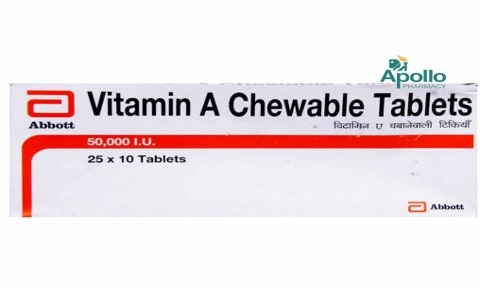 Apollo
PHARMACY
Vitamin A Chewable Tablets
विटामिन ए चबानेवाली टिकियाँ
Abbott
50,000 I.U.
25 x 10 Tablets
Abbott